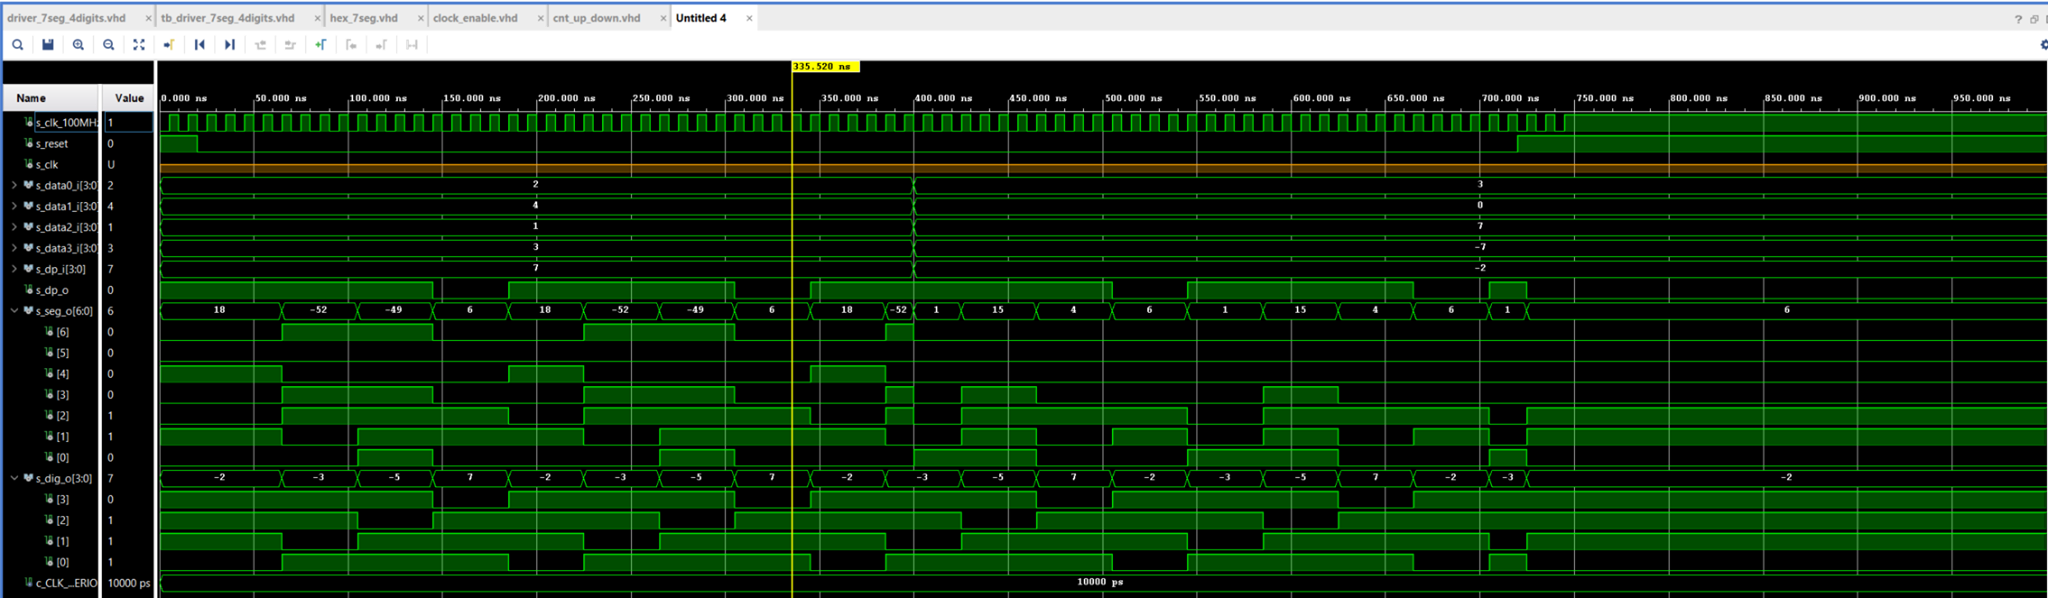 driver_7seg_4digits.vhd × tb_driver_7seg_4digits.vhd × hex_7seg.vhd × clock_enable.vhd × cnt_up_down.vhd × Untitled 4 ×
335.520 ns
Name Value 0.000 ns 50.000 ns 100.000 ns 150.000 ns 200.000 ns 250.000 ns 300.000 ns 350.000 ns 400.000 ns 450.000 ns 500.000 ns 550.000 ns 600.000 ns 650.000 ns 700.000 ns 750.000 ns 800.000 ns 850.000 ns 900.000 ns 950.000 ns
s_clk_100MH: 1
s_reset 0
s_clk U
s_data0_i[3:0] 2 2 3
s_data1_i[3:0] 4 4 0
s_data2_i[3:0] 1 1 7
s_data3_i[3:0] 3 3 -7
s_dp_i[3:0] 7 7 -2
s_dp_o 0
s_seg_o[6:0] 6 18 -52 -49 6 18 -52 -49 6 18 -52 1 15 4 6 1 15 4 6 1 6
[6] 0
[5] 0
[4] 0
[3] 0
[2] 1
[1] 1
[0] 0
s_dig_o[3:0] 7 -2 -3 -5 7 -2 -3 -5 7 -2 -3 -5 7 -2 -3 -5 7 -2 -3 -2
[3] 0
[2] 1
[1] 1
[0] 1
c_CLK_...ERIO 10000 ps 10000 ps